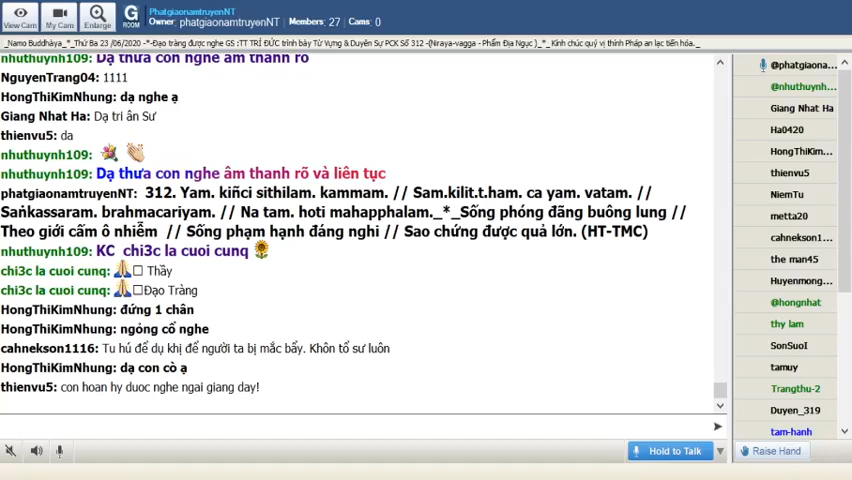 PhatgiaonamtruyenNT
Owner: phatgiaonamtruyenNT Members: 27 Cams: 0
View Cam
My Cam
Enlarge
G ROOM
_Namo Buddhàya_*_Thứ Ba 23 /06/2020 -*-Đạo tràng được nghe GS :TT TRÍ ĐỨC trình bày Từ Vựng &Duyên Sự PCK Số 312 -(Niraya-vagga - Phẩm Địa Ngục )_*_ Kính chúc quý vị thính Pháp an lạc tiến hóa._
nhuthuynh109: Dạ thưa con nghe âm thanh rõ
NguyenTrang04: 1111
HongThiKimNhung: dạ nghe ạ
Giang Nhat Ha: Dạ tri ân Sư
thienvu5: da
nhuthuynh109:
nhuthuynh109: Dạ thưa con nghe âm thanh rõ và liên tục
phatgiaonamtruyenNT: 312. Yam. kiñci sithilam. kammam. // Sam.kilit.t.ham. ca yam. vatam. //
Saṅkassaram. brahmacariyam. // Na tam. hoti mahapphalam._*_Sống phóng đãng buông lung //
Theo giới cấm ô nhiễm // Sống phạm hạnh đáng nghi // Sao chứng được quả lớn. (HT-TMC)
nhuthuynh109: KC chi3c la cuoi cunq
chi3c la cuoi cunq: Thầy
chi3c la cuoi cunq: Đạo Tràng
HongThiKimNhung: đứng 1 chân
HongThiKimNhung: ngóng cổ nghe
cahnekson1116: Tu hú để dụ khị để người ta bị mắc bẩy. Khôn tổ sư luôn
HongThiKimNhung: dạ con cò ạ
thienvu5: con hoan hy duoc nghe ngai giang day!
@phatgiaona...
@nhuthuynh...
Giang Nhat Ha
Ha0420
HongThiKim...
thienvu5
NiemTu
metta20
cahnekson1...
the man45
Huyenmong...
@hongnhat
thy lam
SonSuoI
tamuy
Trangthu-2
Duyen_319
tam-hanh
Hold to Talk
Raise Hand